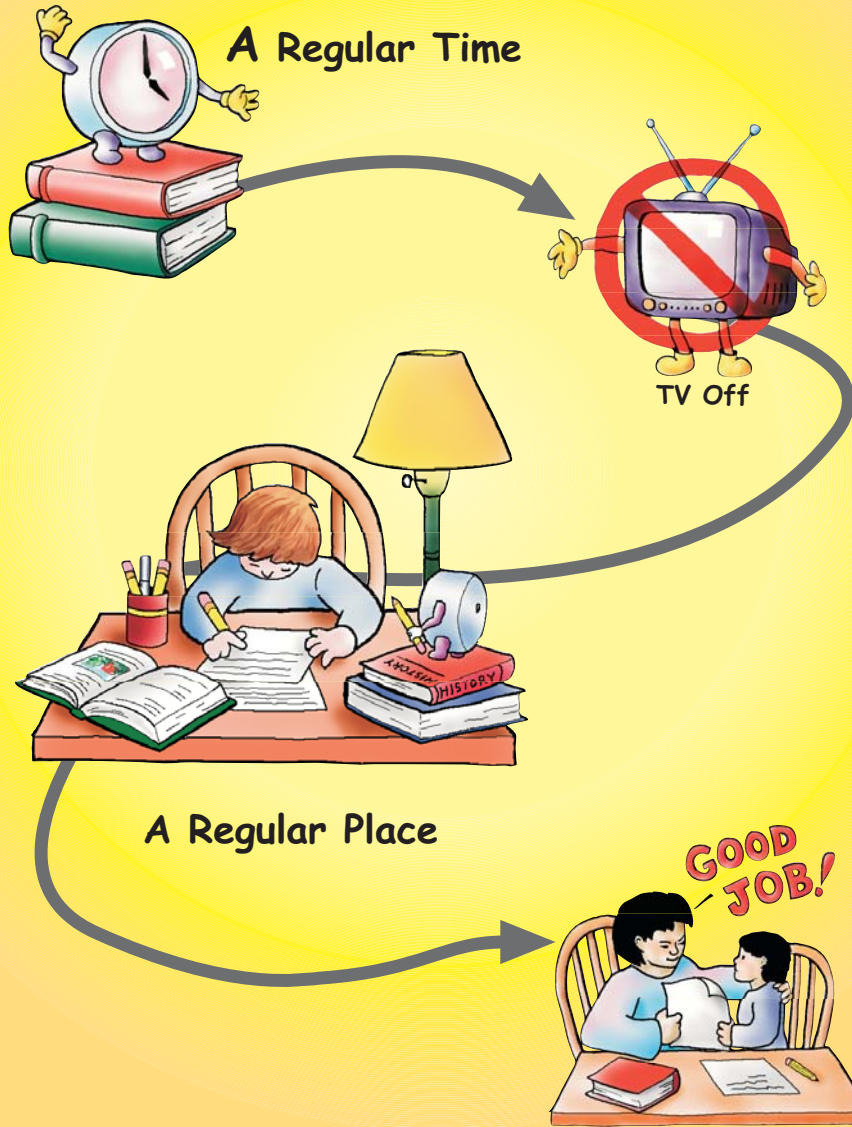 A Regular Time
TV Off
HISTORY
HISTORY
A Regular Place
GOOD
JOB!